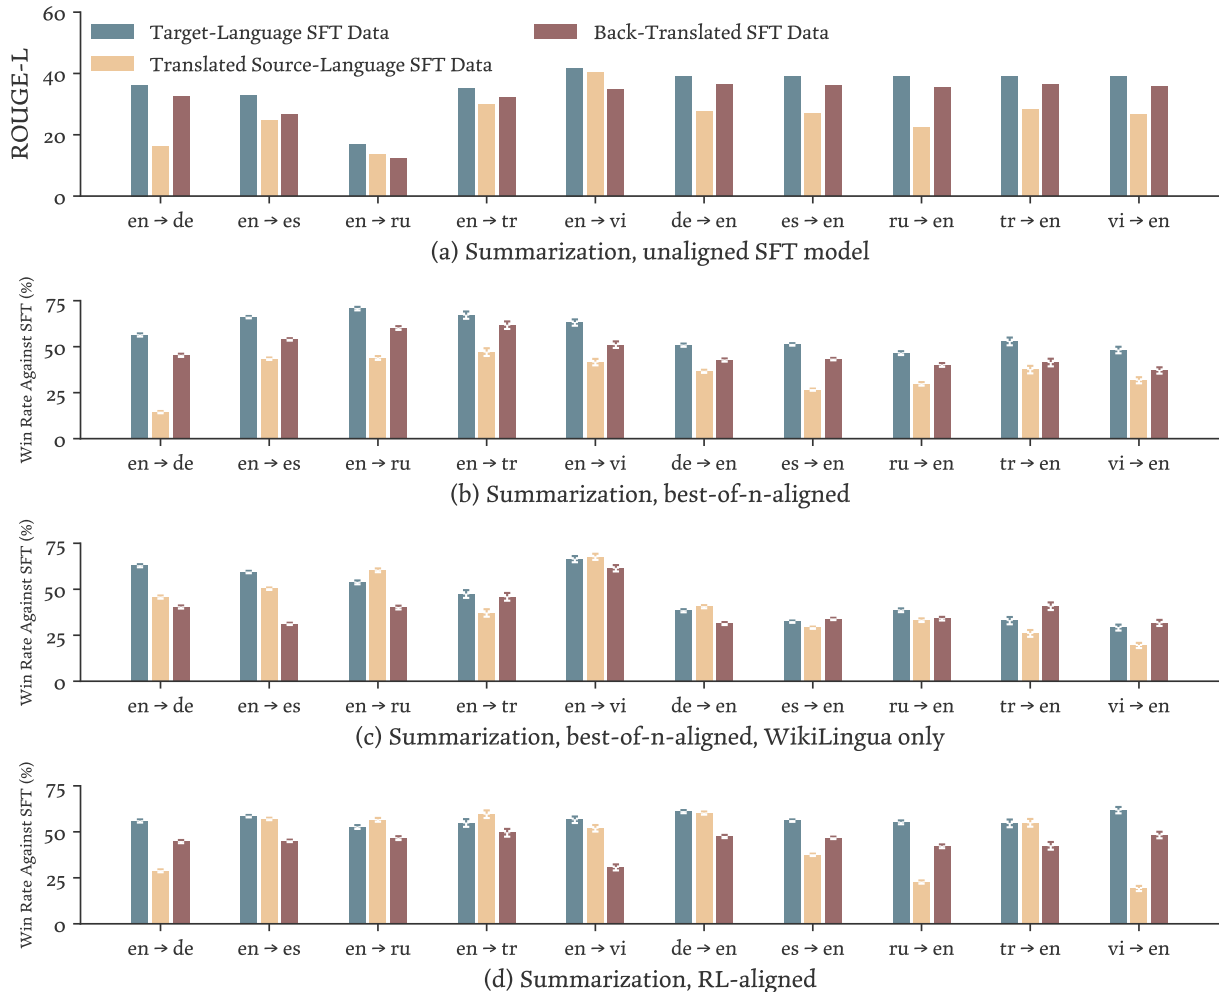 60
Target-Language SFT Data
Back-Translated SFT Data
Translated Source-Language SFT Data
40
20
0
ROUGE-L
en → de en → es en → ru en → tr en → vi de → en es → en ru → en tr → en vi → en
(a) Summarization, unaligned SFT model
75
50
25
0
Win Rate Against SFT (%)
en → de en → es en → ru en → tr en → vi de → en es → en ru → en tr → en vi → en
(b) Summarization, best-of-n-aligned
75
50
25
0
Win Rate Against SFT (%)
en → de en → es en → ru en → tr en → vi de → en es → en ru → en tr → en vi → en
(c) Summarization, best-of-n-aligned, WikiLingua only
75
50
25
0
Win Rate Against SFT (%)
en → de en → es en → ru en → tr en → vi de → en es → en ru → en tr → en vi → en
(d) Summarization, RL-aligned